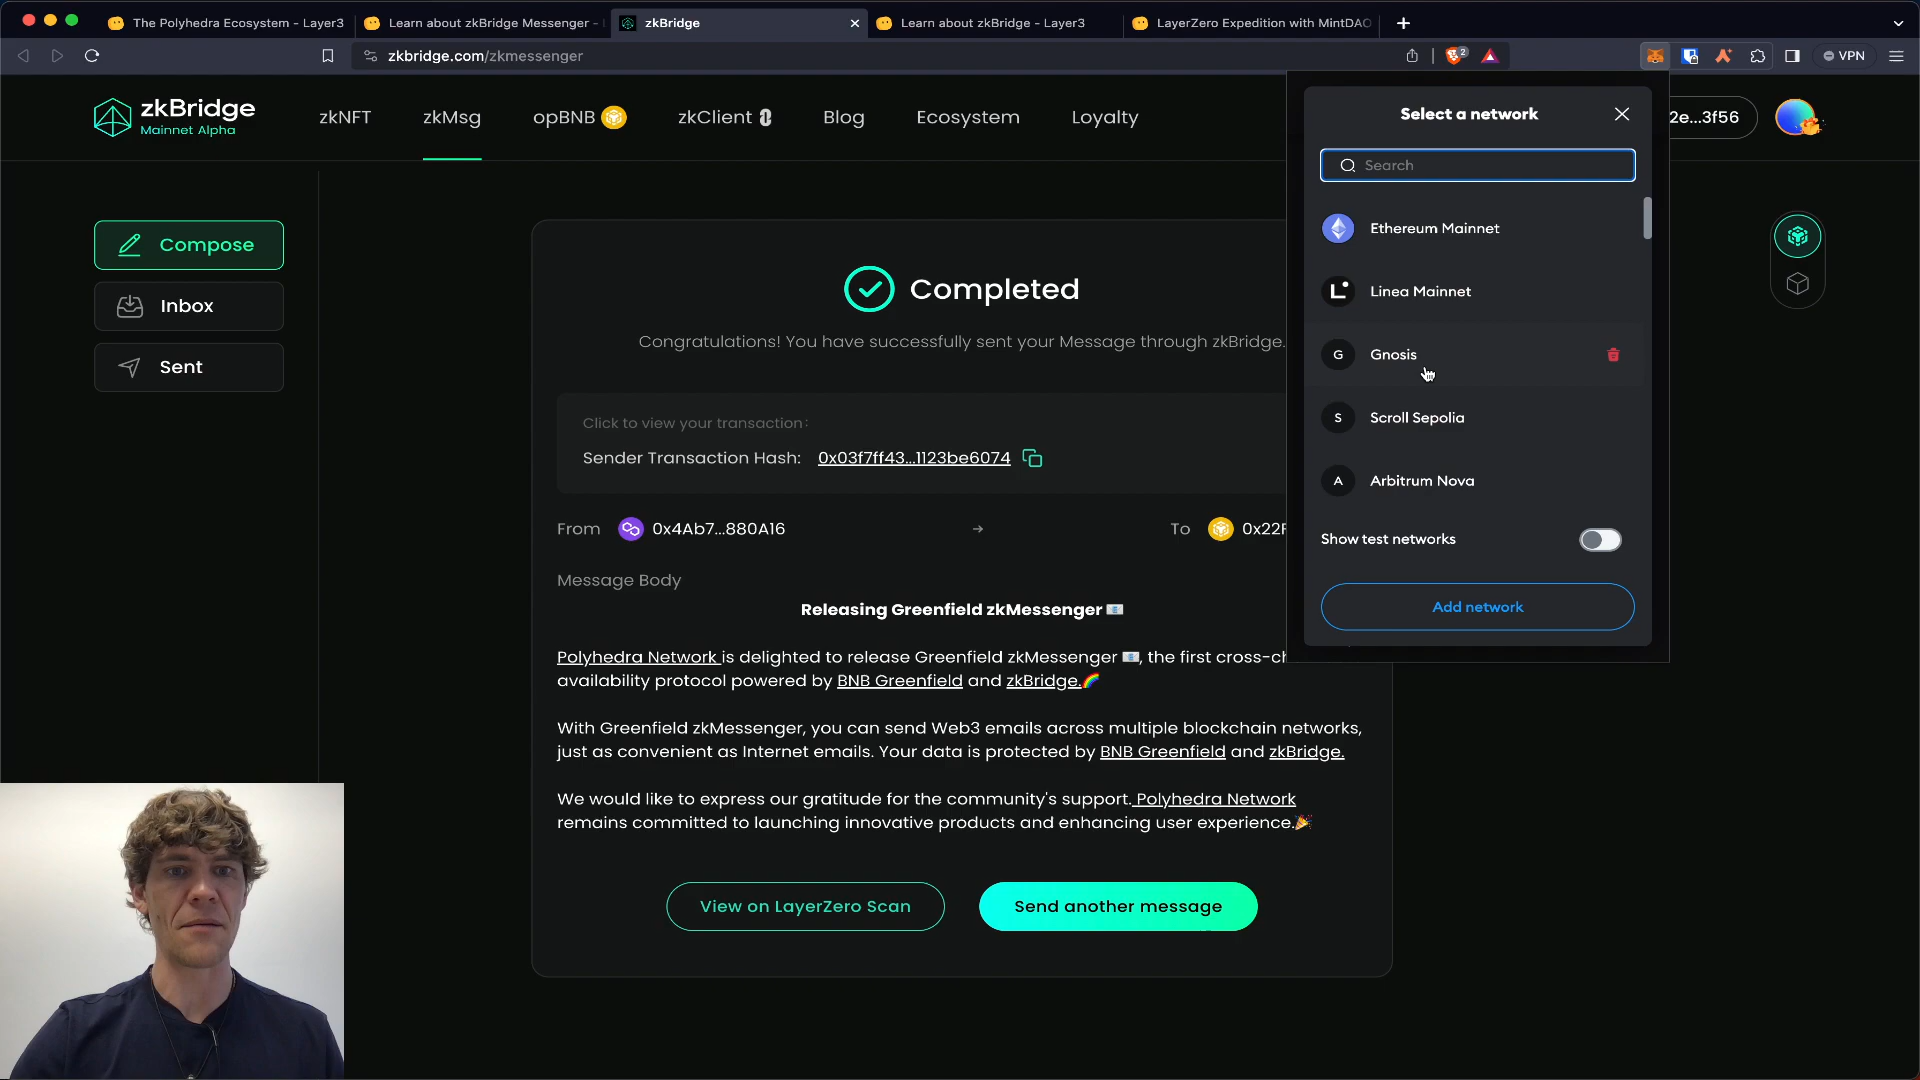 The Polyhedra Ecosystem - Layer3
Learn about zkBridge Messenger -
zkBridge
Learn about zkBridge - Layer3
LayerZero Expedition with MintDAO
zkbridge.com/zkmessenger
2
VPN
zkBridge
Mainnet Alpha
zkNFT
zkMsg
opBNB
zkClient
Blog
Ecosystem
Loyalty
2e...3f56
Compose
Inbox
Sent
Completed
Congratulations! You have successfully sent your Message through zkBridge.
Click to view your transaction:
Sender Transaction Hash: 0x03f7ff43...1123be6074
From 0x4Ab7...880A16 → To 0x22F
Message Body
Releasing Greenfield zkMessenger 📧
Polyhedra Network is delighted to release Greenfield zkMessenger 📧, the first cross-ch
availability protocol powered by BNB Greenfield and zkBridge.🌈
With Greenfield zkMessenger, you can send Web3 emails across multiple blockchain networks,
just as convenient as Internet emails. Your data is protected by BNB Greenfield and zkBridge.
We would like to express our gratitude for the community's support. Polyhedra Network
remains committed to launching innovative products and enhancing user experience.🎉
View on LayerZero Scan
Send another message
Select a network
Search
Ethereum Mainnet
L Linea Mainnet
G Gnosis
S Scroll Sepolia
A Arbitrum Nova
Show test networks
Add network